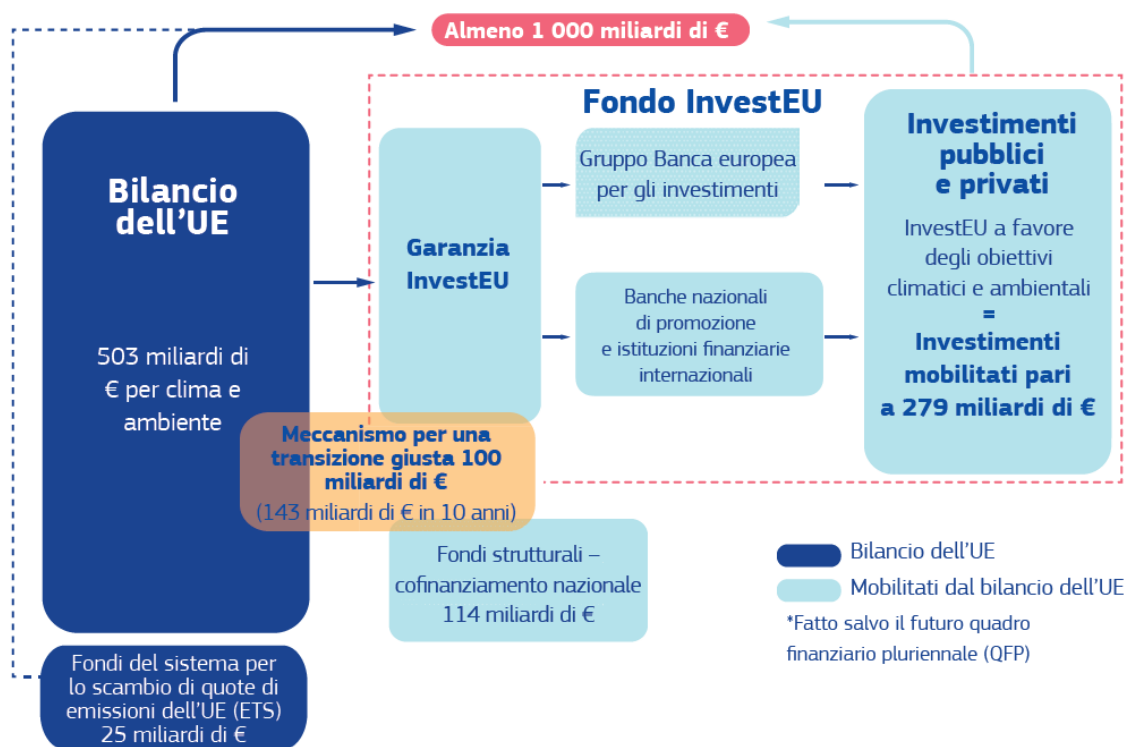 Almeno 1 000 miliardi di €
Bilancio
dell'UE
503 miliardi di
€ per clima e
ambiente
Fondi del sistema per
lo scambio di quote di
emissioni dell'UE (ETS)
25 miliardi di €
Fondo InvestEU
Garanzia
InvestEU
Gruppo Banca europea
per gli investimenti
Banche nazionali
di promozione
e istituzioni finanziarie
internazionali
Investimenti
pubblici
e privati
InvestEU a favore
degli obiettivi
climatici e ambientali
=
Investimenti
mobilitati pari
a 279 miliardi di €
Meccanismo per una
transizione giusta 100
miliardi di €
(143 miliardi di € in 10 anni)
Fondi strutturali –
cofinanziamento nazionale
114 miliardi di €
Bilancio dell'UE
Mobilitati dal bilancio dell'UE
*Fatto salvo il futuro quadro
finanziario pluriennale (QFP)